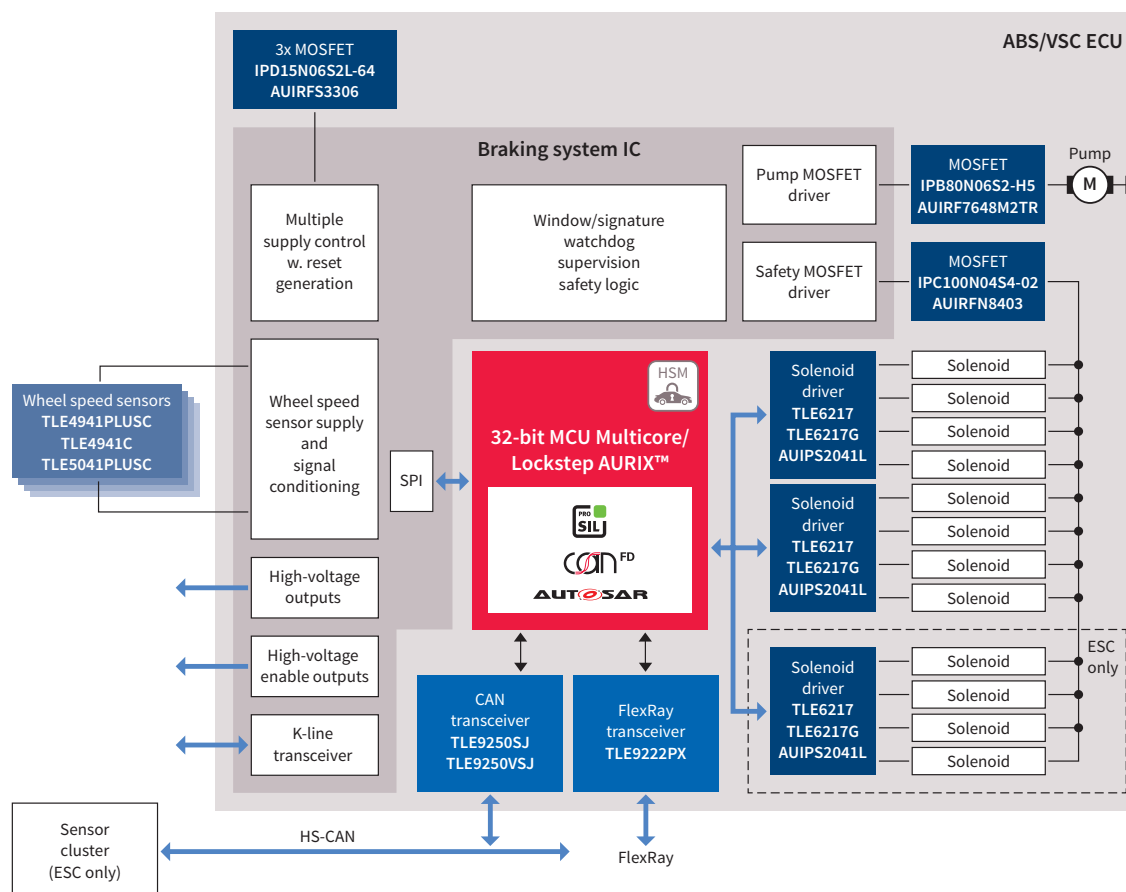 ABS/VSC ECU
3x MOSFET
IPD15N06S2L-64
AUIRFS3306
Braking system IC
Multiple
supply control
w. reset
generation
Window/signature
watchdog
supervision
safety logic
Pump MOSFET
driver
MOSFET
IPB80N06S2-H5
AUIRF7648M2TR
Pump
M
Safety MOSFET
driver
MOSFET
IPC100N04S4-02
AUIRFN8403
Wheel speed sensors
TLE4941PLUSC
TLE4941C
TLE5041PLUSC
Wheel speed
sensor supply
and
signal
conditioning
SPI
HSM
32-bit MCU Multicore/
Lockstep AURIX™
PRO
SIL
CAN FD
AUTOSAR
Solenoid
driver
TLE6217
TLE6217G
AUIPS2041L
Solenoid
Solenoid
Solenoid
Solenoid
Solenoid
driver
TLE6217
TLE6217G
AUIPS2041L
Solenoid
Solenoid
Solenoid
Solenoid
ESC
only
Solenoid
driver
TLE6217
TLE6217G
AUIPS2041L
Solenoid
Solenoid
Solenoid
Solenoid
High-voltage
outputs
High-voltage
enable outputs
K-line
transceiver
CAN
transceiver
TLE9250SJ
TLE9250VSJ
FlexRay
transceiver
TLE9222PX
Sensor
cluster
(ESC only)
HS-CAN
FlexRay